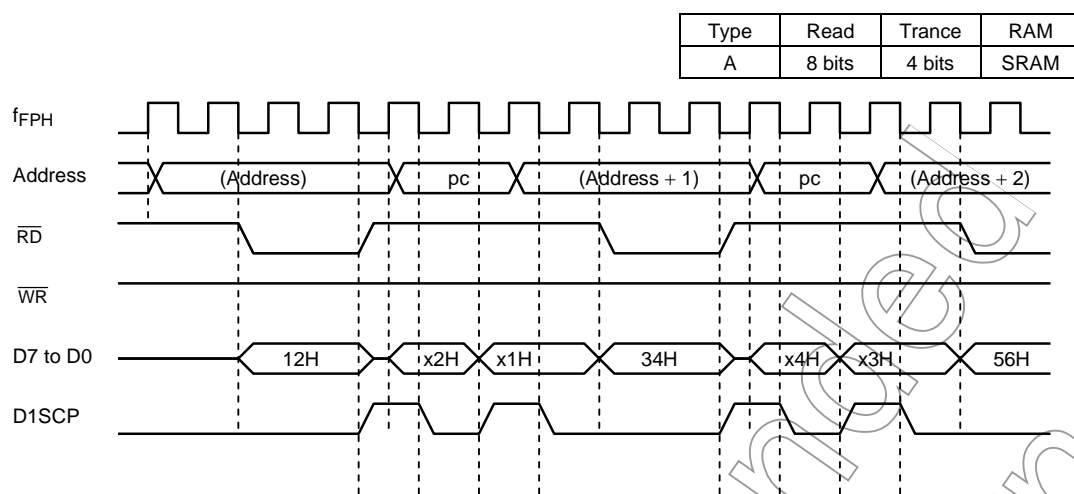 Type Read Trance RAM
A 8 bits 4 bits SRAM
fFPH
Address (Address) pc (Address + 1) pc (Address + 2)
RD
WR
D7 to D0 12H x2H x1H 34H x4H x3H 56H
D1SCP